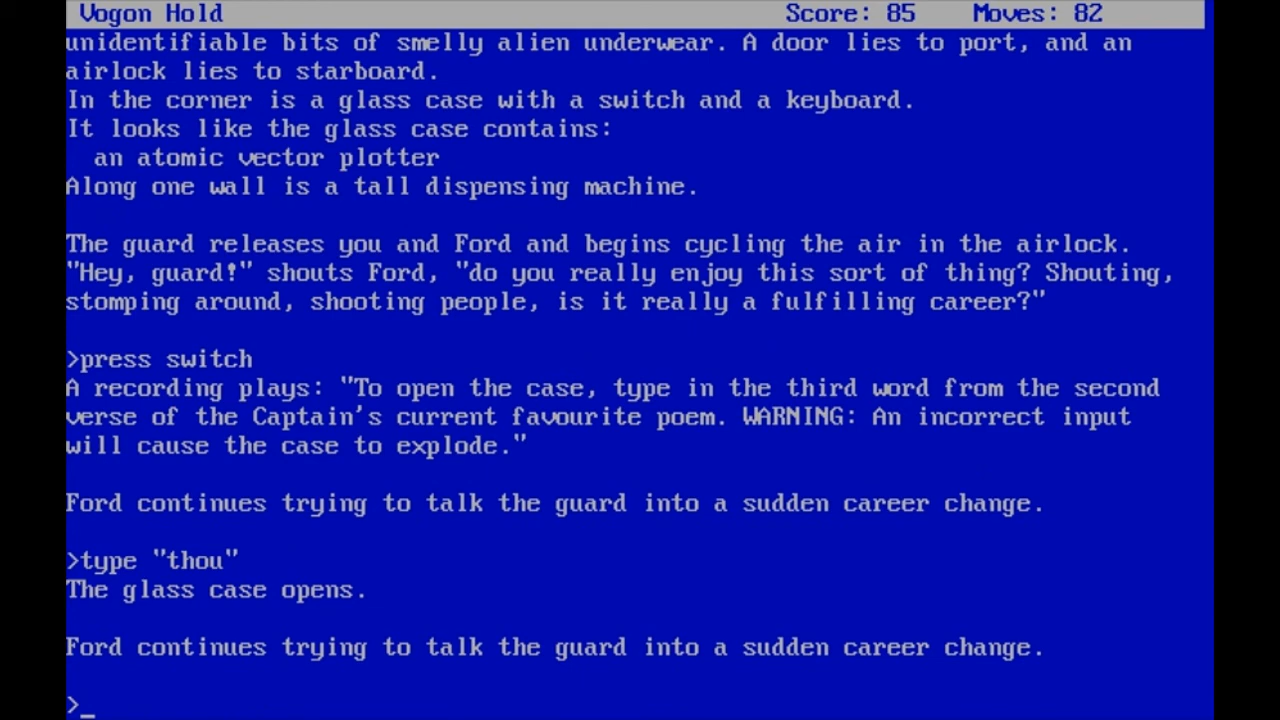 Vogon Hold Score: 85 Moves: 82
unidentifiable bits of smelly alien underwear. A door lies to port, and an
airlock lies to starboard.
In the corner is a glass case with a switch and a keyboard.
It looks like the glass case contains:
an atomic vector plotter
Along one wall is a tall dispensing machine.
The guard releases you and Ford and begins cycling the air in the airlock.
"Hey, guard!" shouts Ford, "do you really enjoy this sort of thing? Shouting,
stomping around, shooting people, is it really a fulfilling career?"
>press switch
A recording plays: "To open the case, type in the third word from the second
verse of the Captain's current favourite poem. WARNING: An incorrect input
will cause the case to explode."
Ford continues trying to talk the guard into a sudden career change.
>type "thou"
The glass case opens.
Ford continues trying to talk the guard into a sudden career change.
>_